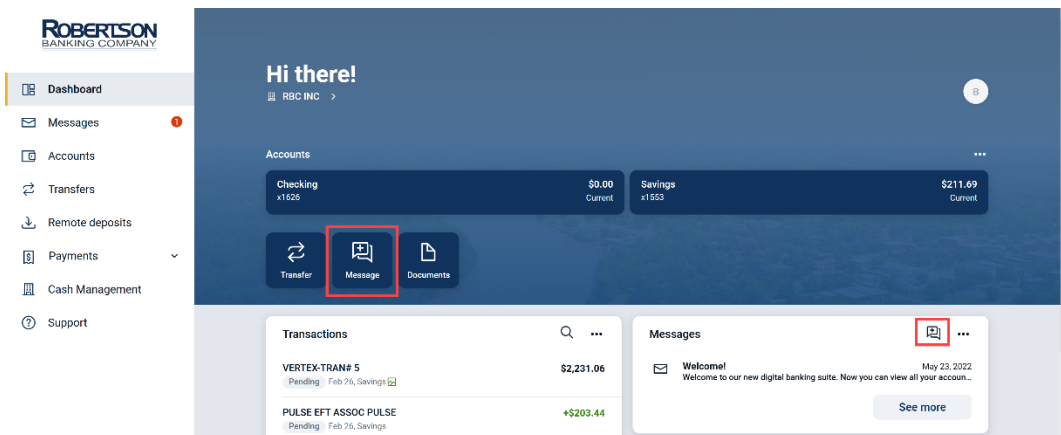 ROBERTSON
BANKING COMPANY
Dashboard
Messages 1
Accounts
Transfers
Remote deposits
Payments
Cash Management
Support
Hi there!
RBC INC
B
Accounts
Checking $0.00
x1626 Current
Savings $211.69
x1553 Current
Transfer
Message
Documents
Transactions
VERTEX-TRAN# 5 $2,231.06
Pending Feb 26, Savings
PULSE EFT ASSOC PULSE +$203.44
Pending Feb 26, Savings
Messages
Welcome! May 23, 2022
Welcome to our new digital banking suite. Now you can view all your accoun...
See more